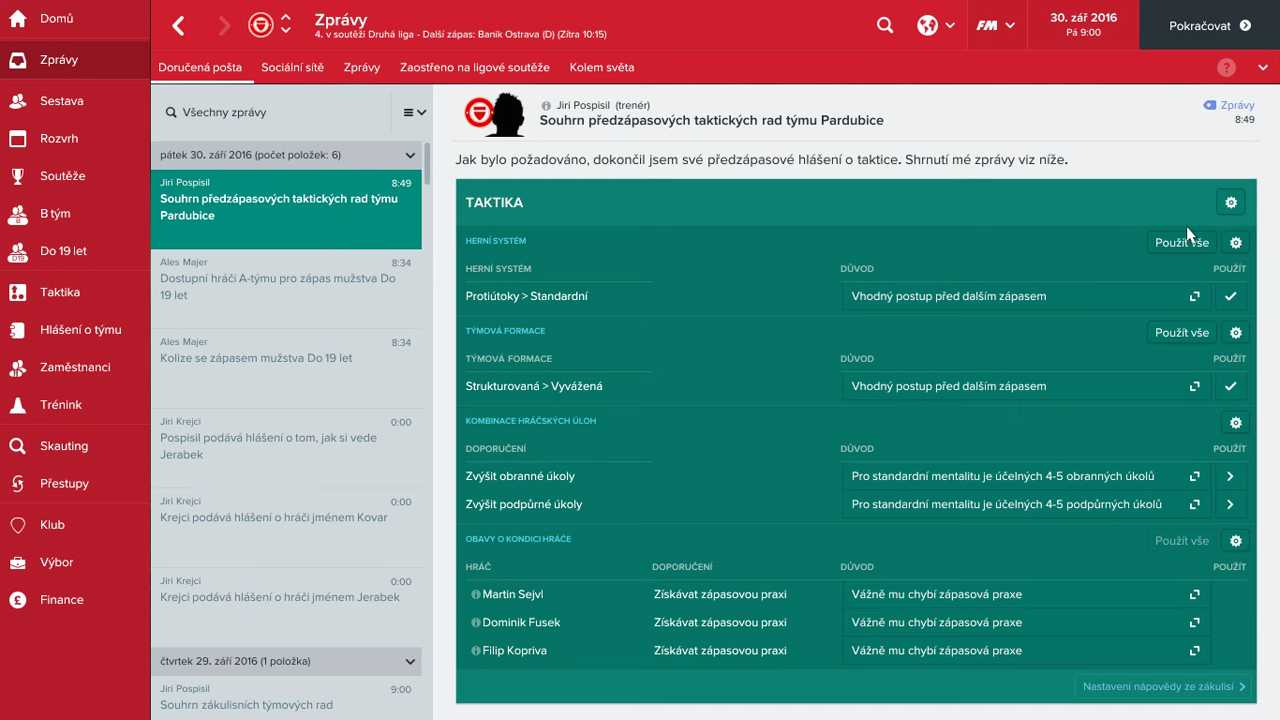 Domů
Zprávy
Sestava
Rozvrh
Soutěže
B tým
Do 19 let
Taktika
Hlášení o týmu
Zaměstnanci
Trénink
Skauting
Přestupy
Klub
Výbor
Finance
Zprávy
4. v soutěži Druhá liga - Další zápas: Banik Ostrava (D) (Zítra 10:15)
FM
30. zář 2016
Pá 9:00
Pokračovat
Doručená pošta
Sociální sítě
Zprávy
Zaostřeno na ligové soutěže
Kolem světa
?
Všechny zprávy
pátek 30. září 2016 (počet položek: 6)
Jiri Pospisil 8:49
Souhrn předzápasových taktických rad týmu
Pardubice
Ales Majer 8:34
Dostupní hráči A-týmu pro zápas mužstva Do
19 let
Ales Majer 8:34
Kolize se zápasem mužstva Do 19 let
Jiri Krejci 0:00
Pospisil podává hlášení o tom, jak si vede
Jerabek
Jiri Krejci 0:00
Krejci podává hlášení o hráči jménem Kovar
Jiri Krejci 0:00
Krejci podává hlášení o hráči jménem Jerabek
čtvrtek 29. září 2016 (1 položka)
Jiri Pospisil 9:00
Souhrn zákulisních týmových rad
Jiri Pospisil (trenér)
Souhrn předzápasových taktických rad týmu Pardubice
Zprávy
8:49
Jak bylo požadováno, dokončil jsem své předzápasové hlášení o taktice. Shrnutí mé zprávy viz níže.
TAKTIKA
HERNÍ SYSTÉM Použít vše
HERNÍ SYSTÉM DŮVOD POUŽÍT
Protiútoky > Standardní Vhodný postup před dalším zápasem
TÝMOVÁ FORMACE Použít vše
TÝMOVÁ FORMACE DŮVOD POUŽÍT
Strukturovaná > Vyvážená Vhodný postup před dalším zápasem
KOMBINACE HRÁČSKÝCH ÚLOH
DOPORUČENÍ DŮVOD POUŽÍT
Zvýšit obranné úkoly Pro standardní mentalitu je účelných 4-5 obranných úkolů
Zvýšit podpůrné úkoly Pro standardní mentalitu je účelných 4-5 podpůrných úkolů
OBAVY O KONDICI HRÁČE Použít vše
HRÁČ DOPORUČENÍ DŮVOD POUŽÍT
Martin Sejvl Získávat zápasovou praxi Vážně mu chybí zápasová praxe
Dominik Fusek Získávat zápasovou praxi Vážně mu chybí zápasová praxe
Filip Kopriva Získávat zápasovou praxi Vážně mu chybí zápasová praxe
Nastavení nápovědy ze zákulisí